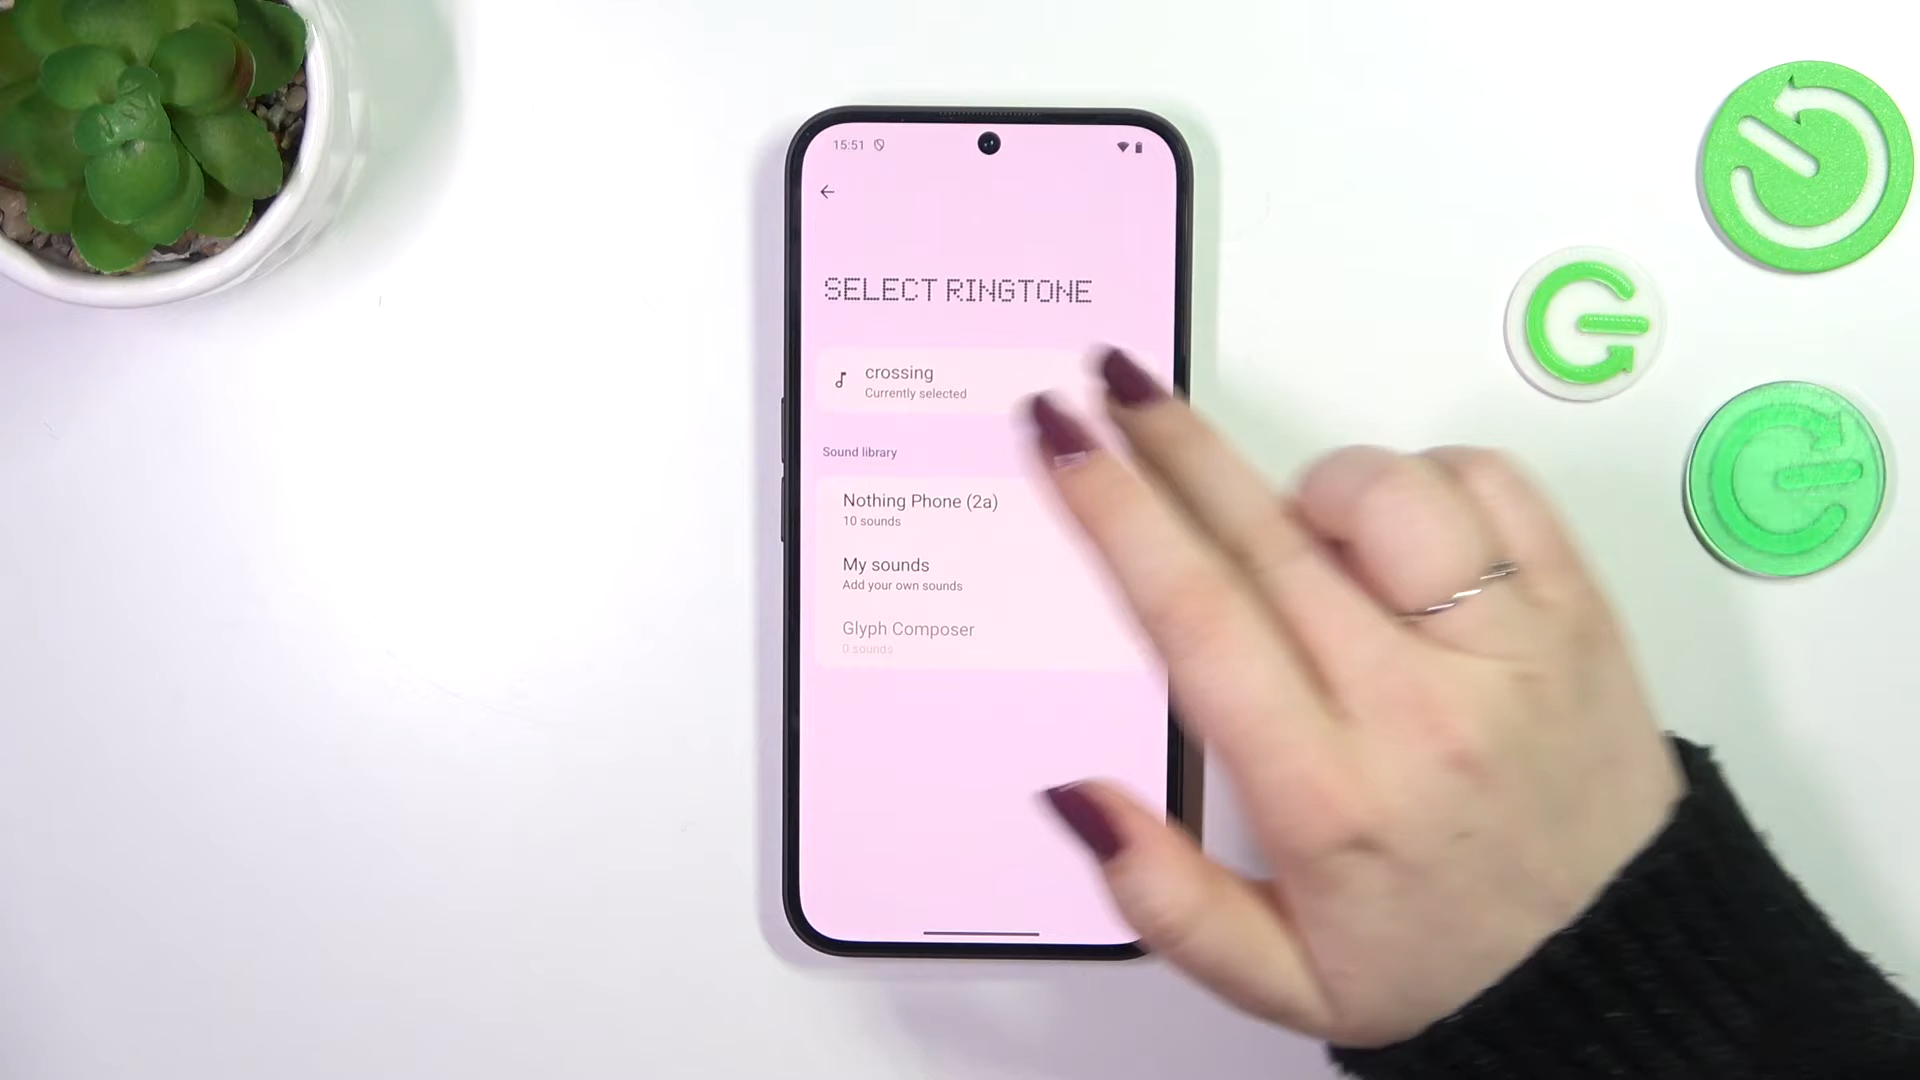 15:51
SELECT RINGTONE
crossing
Currently selected
Sound library
Nothing Phone (2a)
10 sounds
My sounds
Add your own sounds
Glyph Composer
0 sounds